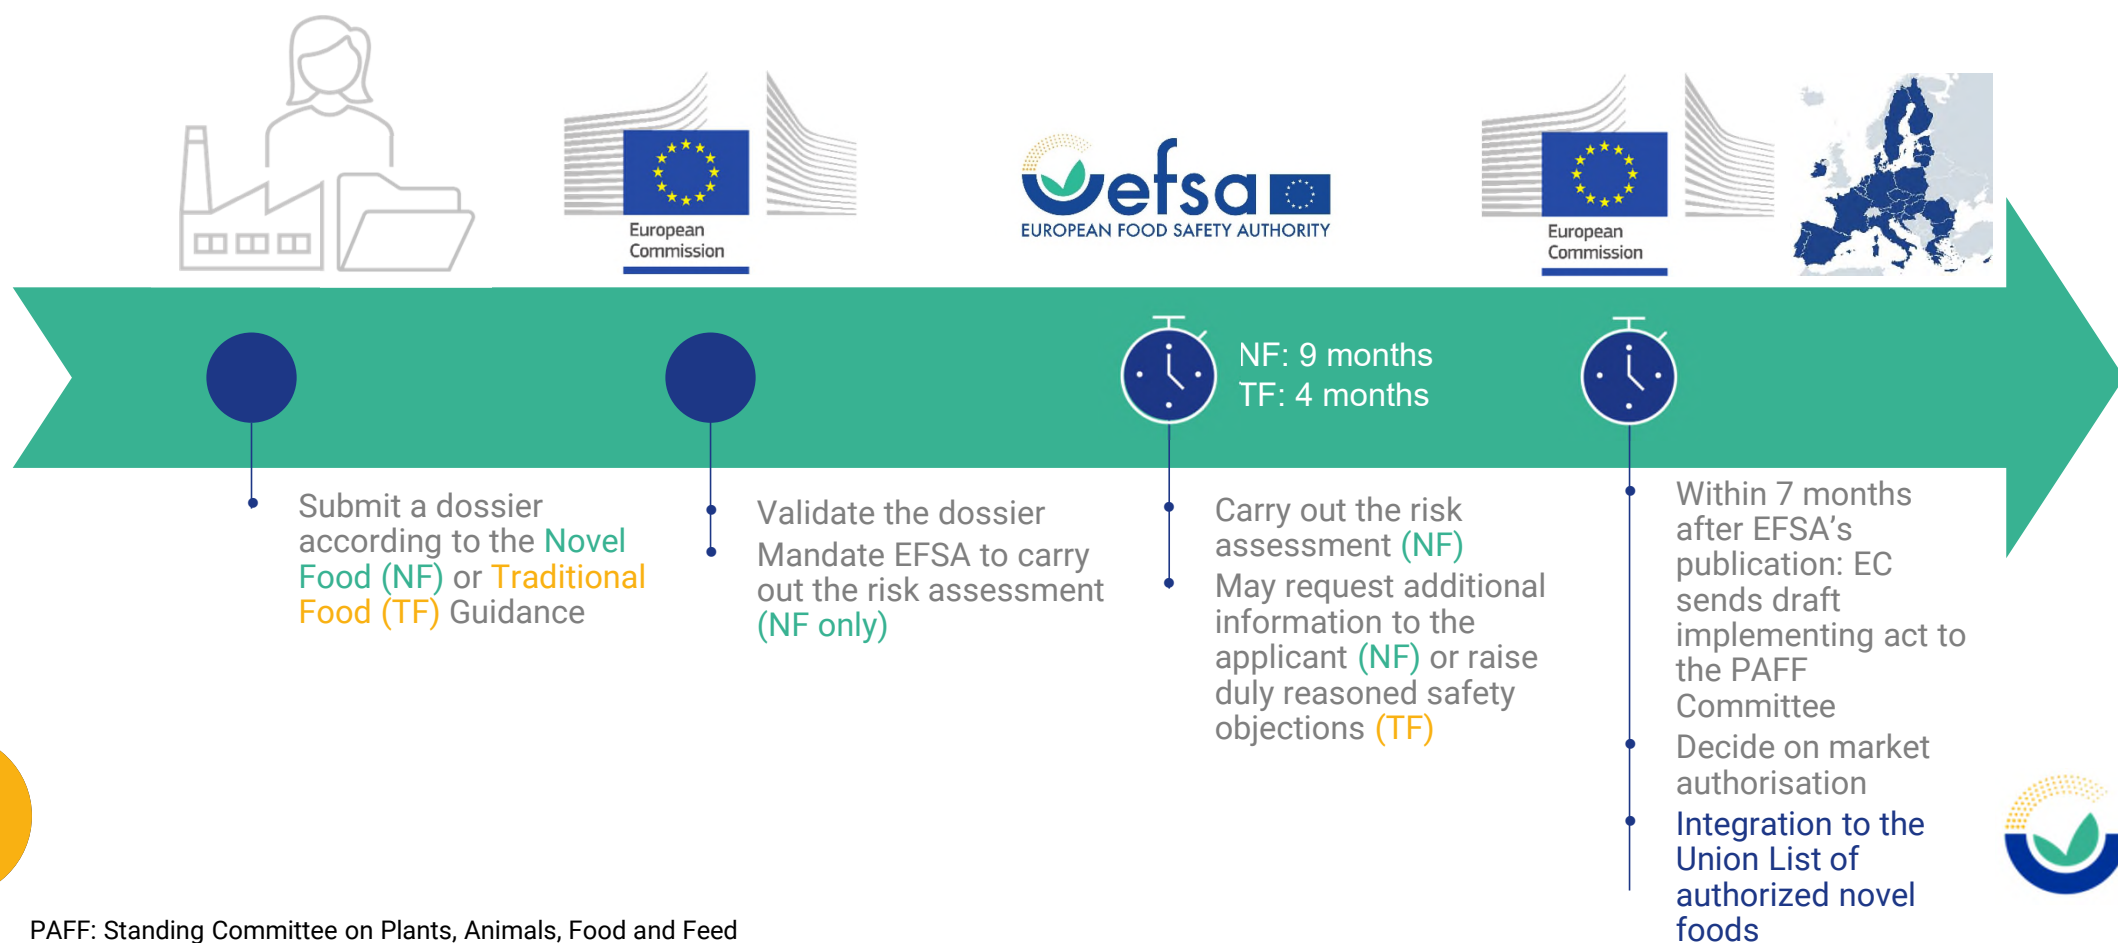 European
Commission
efsa
EUROPEAN FOOD SAFETY AUTHORITY
European
Commission
NF: 9 months
TF: 4 months
Submit a dossier
according to the Novel
Food (NF) or Traditional
Food (TF) Guidance
Validate the dossier
Mandate EFSA to carry
out the risk assessment
(NF only)
Carry out the risk
assessment (NF)
May request additional
information to the
applicant (NF) or raise
duly reasoned safety
objections (TF)
Within 7 months
after EFSA’s
publication: EC
sends draft
implementing act to
the PAFF
Committee
Decide on market
authorisation
Integration to the
Union List of
authorized novel
foods
PAFF: Standing Committee on Plants, Animals, Food and Feed